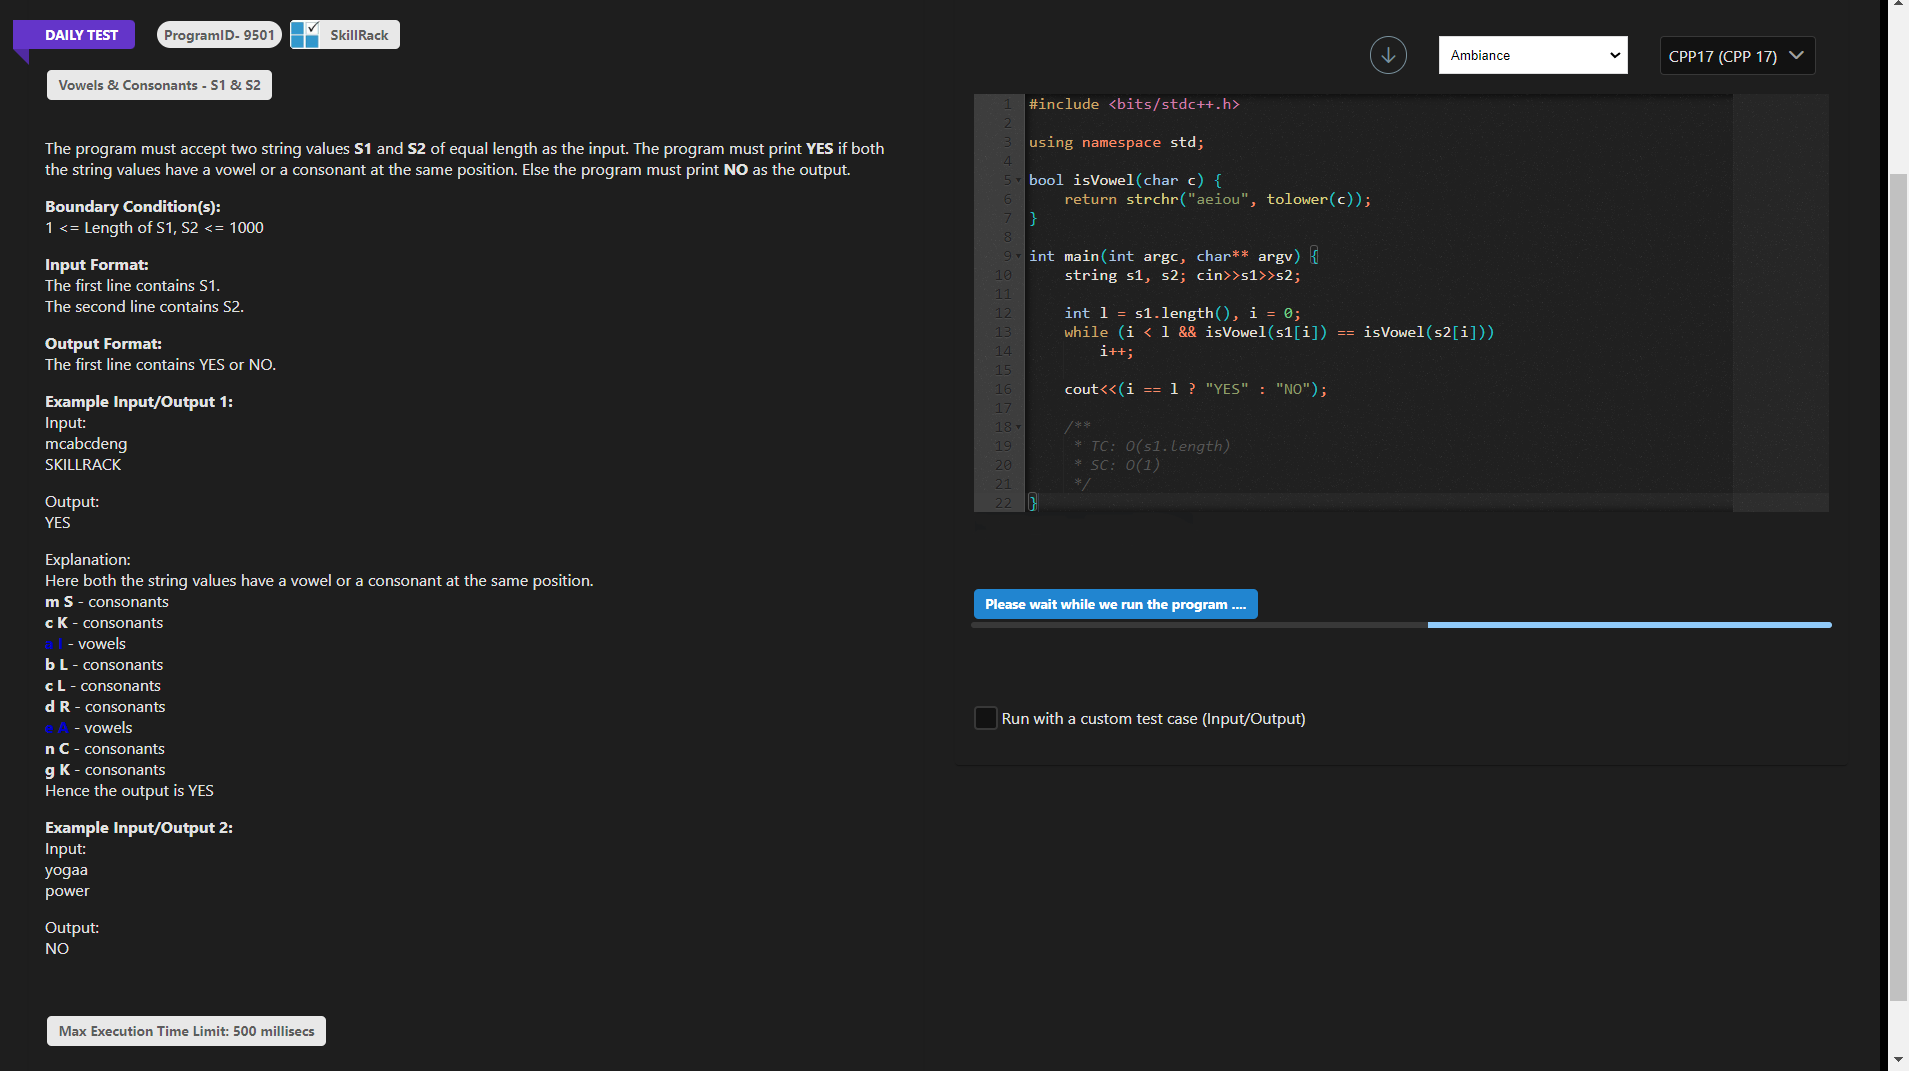 DAILY TEST
ProgramID- 9501
SkillRack
Vowels & Consonants - S1 & S2
The program must accept two string values S1 and S2 of equal length as the input. The program must print YES if both
the string values have a vowel or a consonant at the same position. Else the program must print NO as the output.
Boundary Condition(s):
1 <= Length of S1, S2 <= 1000
Input Format:
The first line contains S1.
The second line contains S2.
Output Format:
The first line contains YES or NO.
Example Input/Output 1:
Input:
mcabcdeng
SKILLRACK
Output:
YES
Explanation:
Here both the string values have a vowel or a consonant at the same position.
m S - consonants
c K - consonants
a I - vowels
b L - consonants
c L - consonants
d R - consonants
e A - vowels
n C - consonants
g K - consonants
Hence the output is YES
Example Input/Output 2:
Input:
yogaa
power
Output:
NO
Max Execution Time Limit: 500 millisecs
Ambiance
CPP17 (CPP 17)
1 #include <bits/stdc++.h>
2
3 using namespace std;
4
5 bool isVowel(char c) {
6     return strchr("aeiou", tolower(c));
7 }
8
9 int main(int argc, char** argv) {
10     string s1, s2; cin>>s1>>s2;
11
12     int l = s1.length(), i = 0;
13     while (i < l && isVowel(s1[i]) == isVowel(s2[i]))
14         i++;
15
16     cout<<(i == l ? "YES" : "NO");
17
18     /**
19      * TC: O(s1.length)
20      * SC: O(1)
21      */
22 }
Please wait while we run the program ....
Run with a custom test case (Input/Output)